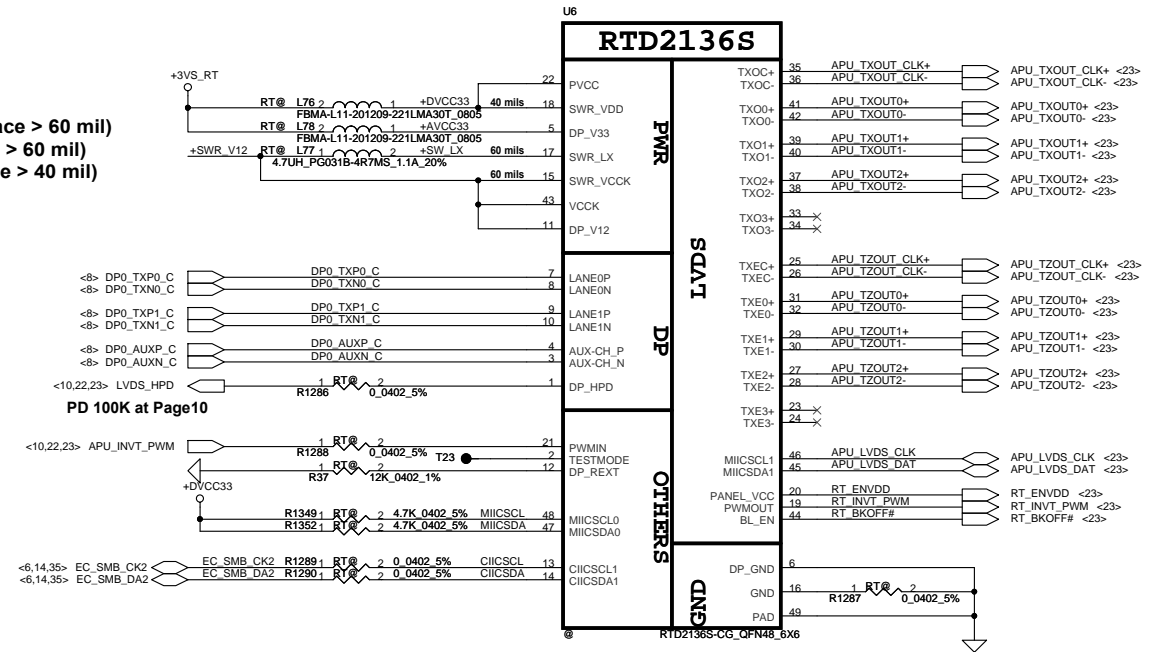 U6
RTD2136S
+3VS_RT
ace > 60 mil)
> 60 mil)
e > 40 mil)
RT@ L76 2 1 +DVCC33 40 mils
FBMA-L11-201209-221LMA30T_0805
RT@ L78 2 1 +AVCC33
FBMA-L11-201209-221LMA30T_0805
+SWR_V12 RT@ L77 1 2 +SW_LX 60 mils
4.7UH_PG031B-4R7MS_1.1A_20%
60 mils
22 PVCC
18 SWR_VDD
5 DP_V33
17 SWR_LX
15 SWR_VCCK
43 VCCK
11 DP_V12
PWR
<8> DP0_TXP0_C DP0_TXP0_C 7 LANE0P
<8> DP0_TXN0_C DP0_TXN0_C 8 LANE0N
<8> DP0_TXP1_C DP0_TXP1_C 9 LANE1P
<8> DP0_TXN1_C DP0_TXN1_C 10 LANE1N
<8> DP0_AUXP_C DP0_AUXP_C 4 AUX-CH_P
<8> DP0_AUXN_C DP0_AUXN_C 3 AUX-CH_N
<10,22,23> LVDS_HPD 1 RT@ 2 1 DP_HPD
R1286 0_0402_5%
PD 100K at Page10
DP
<10,22,23> APU_INVT_PWM 1 RT@ 2 21 PWMIN
R1288 0_0402_5% T23 2 TESTMODE
1 RT@ 2 12 DP_REXT
R37 12K_0402_1%
+DVCC33
R1349 1 RT@ 2 4.7K_0402_5% MIICSCL 48 MIICSCL0
R1352 1 RT@ 2 4.7K_0402_5% MIICSDA 47 MIICSDA0
<6,14,35> EC_SMB_CK2 EC_SMB_CK2 R1289 1 RT@ 2 0_0402_5% CIICSCL 13 CIICSCL1
<6,14,35> EC_SMB_DA2 EC_SMB_DA2 R1290 1 RT@ 2 0_0402_5% CIICSDA 14 CIICSDA1
OTHERS
@
LVDS
TXOC+ 35 APU_TXOUT_CLK+ APU_TXOUT_CLK+ <23>
TXOC- 36 APU_TXOUT_CLK- APU_TXOUT_CLK- <23>
TXO0+ 41 APU_TXOUT0+ APU_TXOUT0+ <23>
TXO0- 42 APU_TXOUT0- APU_TXOUT0- <23>
TXO1+ 39 APU_TXOUT1+ APU_TXOUT1+ <23>
TXO1- 40 APU_TXOUT1- APU_TXOUT1- <23>
TXO2+ 37 APU_TXOUT2+ APU_TXOUT2+ <23>
TXO2- 38 APU_TXOUT2- APU_TXOUT2- <23>
TXO3+ 33
TXO3- 34
TXEC+ 25 APU_TZOUT_CLK+ APU_TZOUT_CLK+ <23>
TXEC- 26 APU_TZOUT_CLK- APU_TZOUT_CLK- <23>
TXE0+ 31 APU_TZOUT0+ APU_TZOUT0+ <23>
TXE0- 32 APU_TZOUT0- APU_TZOUT0- <23>
TXE1+ 29 APU_TZOUT1+ APU_TZOUT1+ <23>
TXE1- 30 APU_TZOUT1- APU_TZOUT1- <23>
TXE2+ 27 APU_TZOUT2+ APU_TZOUT2+ <23>
TXE2- 28 APU_TZOUT2- APU_TZOUT2- <23>
TXE3+ 23
TXE3- 24
MIICSCL1 46 APU_LVDS_CLK APU_LVDS_CLK <23>
MIICSDA1 45 APU_LVDS_DAT APU_LVDS_DAT <23>
PANEL_VCC 20 RT_ENVDD RT_ENVDD <23>
PWMOUT 19 RT_INVT_PWM RT_INVT_PWM <23>
BL_EN 44 RT_BKOFF# RT_BKOFF# <23>
GND
DP_GND 6
GND 16 1 RT@ 2
R1287 0_0402_5%
PAD 49
RTD2136S-CG_QFN48_6X6